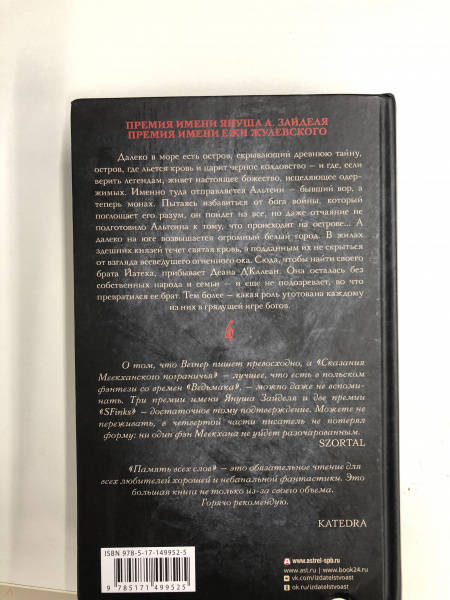 ПРЕМИЯ ИМЕНИ ЯНУША А. ЗАЙДЕЛЯ
ПРЕМИЯ ИМЕНИ ЕЖИ ЖУЛЕВСКОГО
Далеко в море есть остров, скрывающий древнюю тайну,
остров, где льется кровь и царит черное колдовство — и где, если
верить легендам, живет настоящее божество, исцеляющее одер-
жимых. Именно туда отправляется Альтсин — бывший вор, а
теперь монах. Пытаясь избавиться от бога войны, который
поглощает его разум, он пойдет на все, но даже отчаяние не
подготовило Альтсина к тому, что происходит на острове... А
далеко на юге возвышается огромный белый город. В жилах
здешних князей течет святая кровь, а подданным их не скрыться
от взгляда всеведущего огненного ока. Сюда, чтобы найти своего
брата Йатеха, прибывает Деана Д'Кллеан. Она осталась без
собственных народа и семьи — и еще не подозревает, во что
превратился ее брат. Тем более — какая роль уготована каждому
из них в грядущей игре богов.
О том, что Вегнер пишет превосходно, а «Сказания
Меекханского пограничья» — лучшее, что есть в польском
фэнтези со времен «Ведьмака», — можно даже не вспоми-
нать. Три премии имени Януша Зайделя и две премии
«SFinks» — достаточное тому подтверждение. Можете не
переживать, в четвертой части писатель не потерял
форму: ни один фэн Меекхана не уйдет разочарованным.
SZORTAL
«Память всех слов» — это обязательное чтение для
всех любителей хорошей и небанальной фантастики. Это
большая книга не только из-за своего объема.
Горячо рекомендую.
KATEDRA
ISBN 978-5-17-149952-5
9 785171 499525
www.astrel-spb.ru
www.ast.ru | www.book24.ru
vk.com/izdatelstvoast
ok.ru/izdatelstvoast